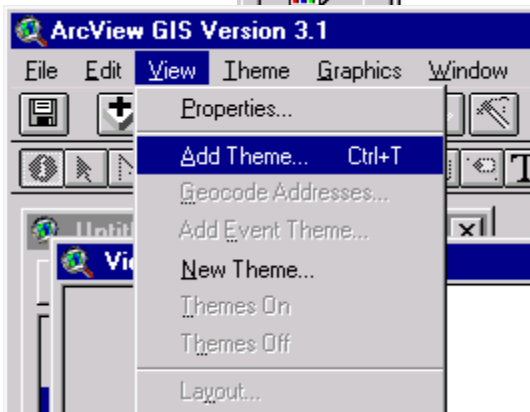 ArcView GIS Version 3.1
File Edit View Theme Graphics Window
Properties...
Add Theme... Ctrl+T
Geocode Addresses...
Add Event Theme...
New Theme...
Themes On
Themes Off
Layout...